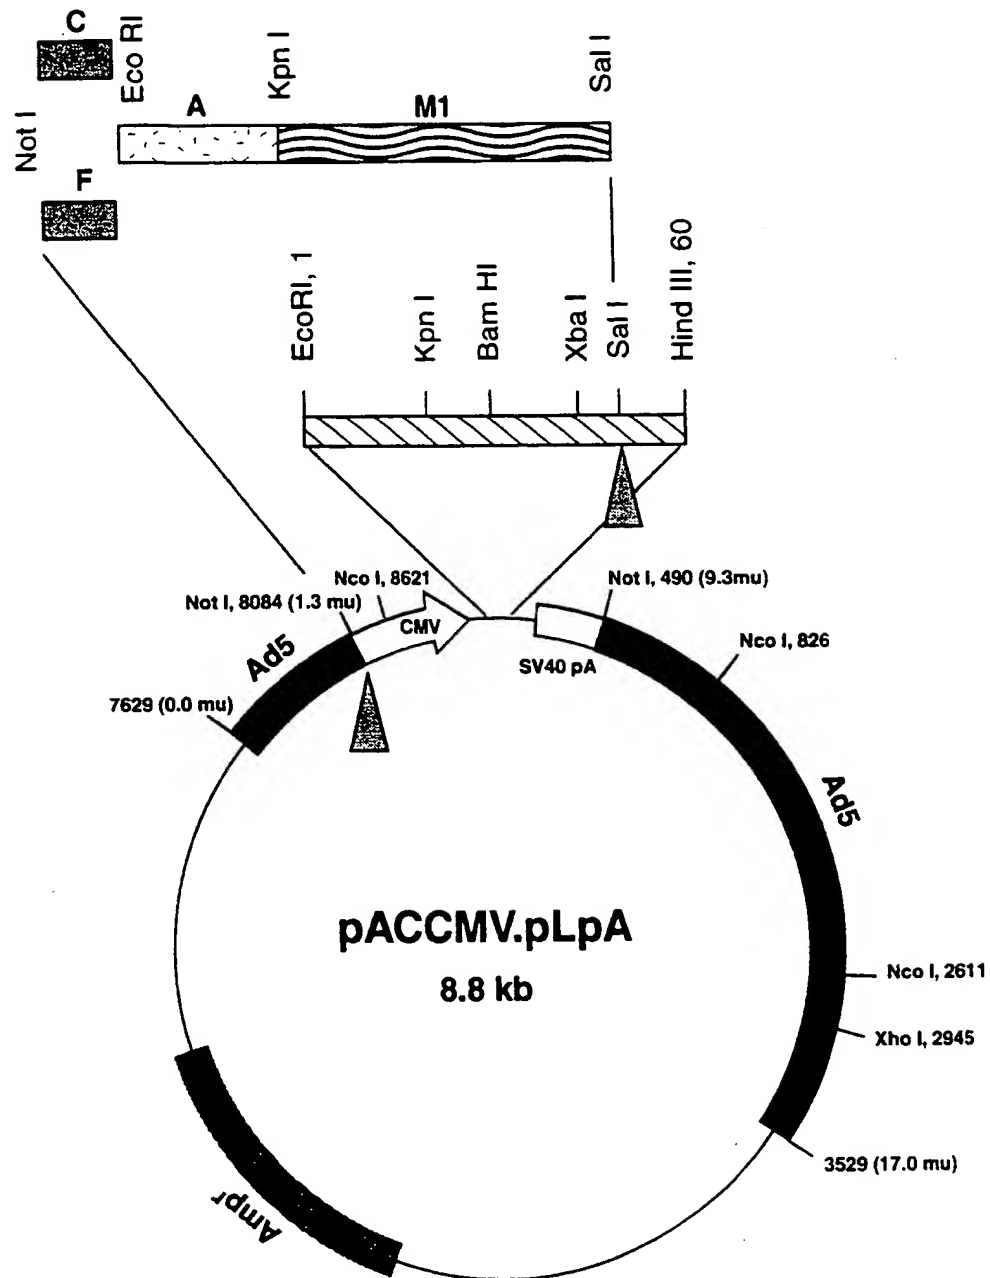 C
Eco RI
Kpn I
Sal I
A
M1
Not I
F
EcoRI, 1
Kpn I
Bam HI
Xba I
Sal I
Hind III, 60
Nco I, 8621
Not I, 8084 (1.3 mu)
CMV
Not I, 490 (9.3mu)
SV40 pA
Nco I, 826
Ad5
7629 (0.0 mu)
Ad5
pACCMV.pLpA
8.8 kb
Nco I, 2611
Xho I, 2945
3529 (17.0 mu)
Ampʳ